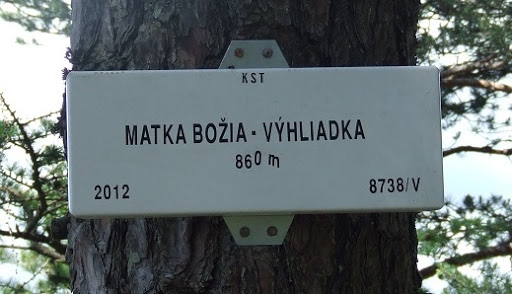 KST
MATKA BOŽIA - VÝHLIADKA
860 m
2012 8738/V